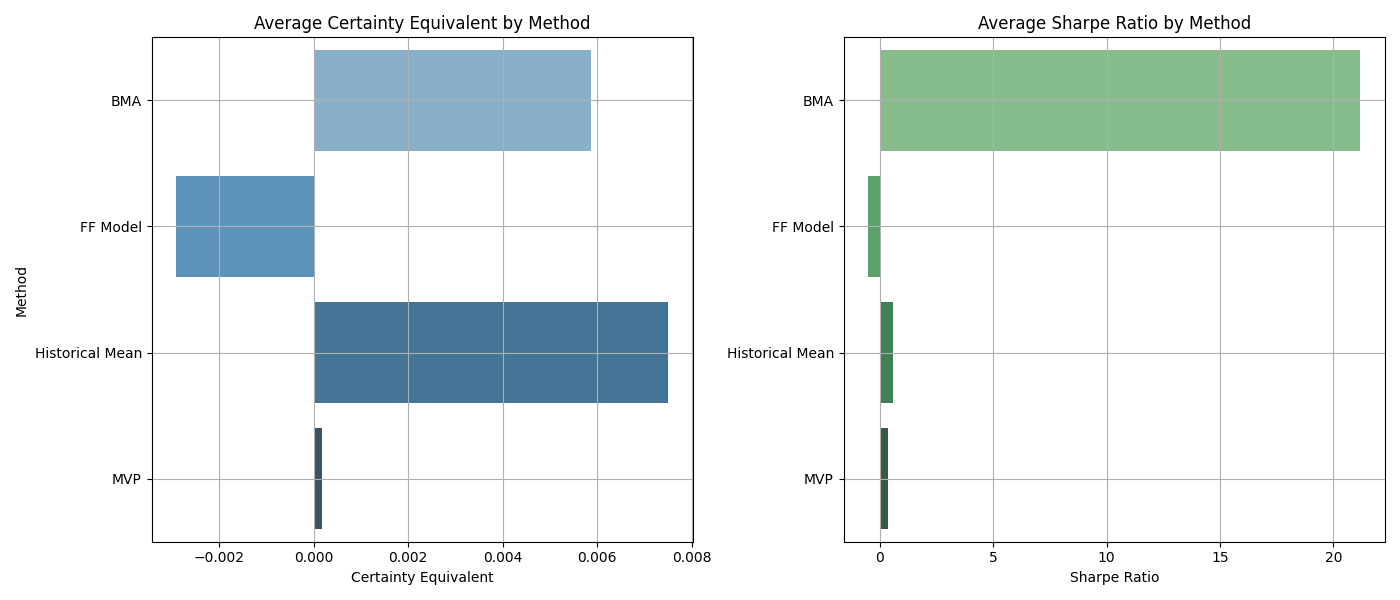 Average Certainty Equivalent by Method
Method
BMA
FF Model
Historical Mean
MVP
−0.002 0.000 0.002 0.004 0.006 0.008
Certainty Equivalent
Average Sharpe Ratio by Method
BMA
FF Model
Historical Mean
MVP
0 5 10 15 20
Sharpe Ratio